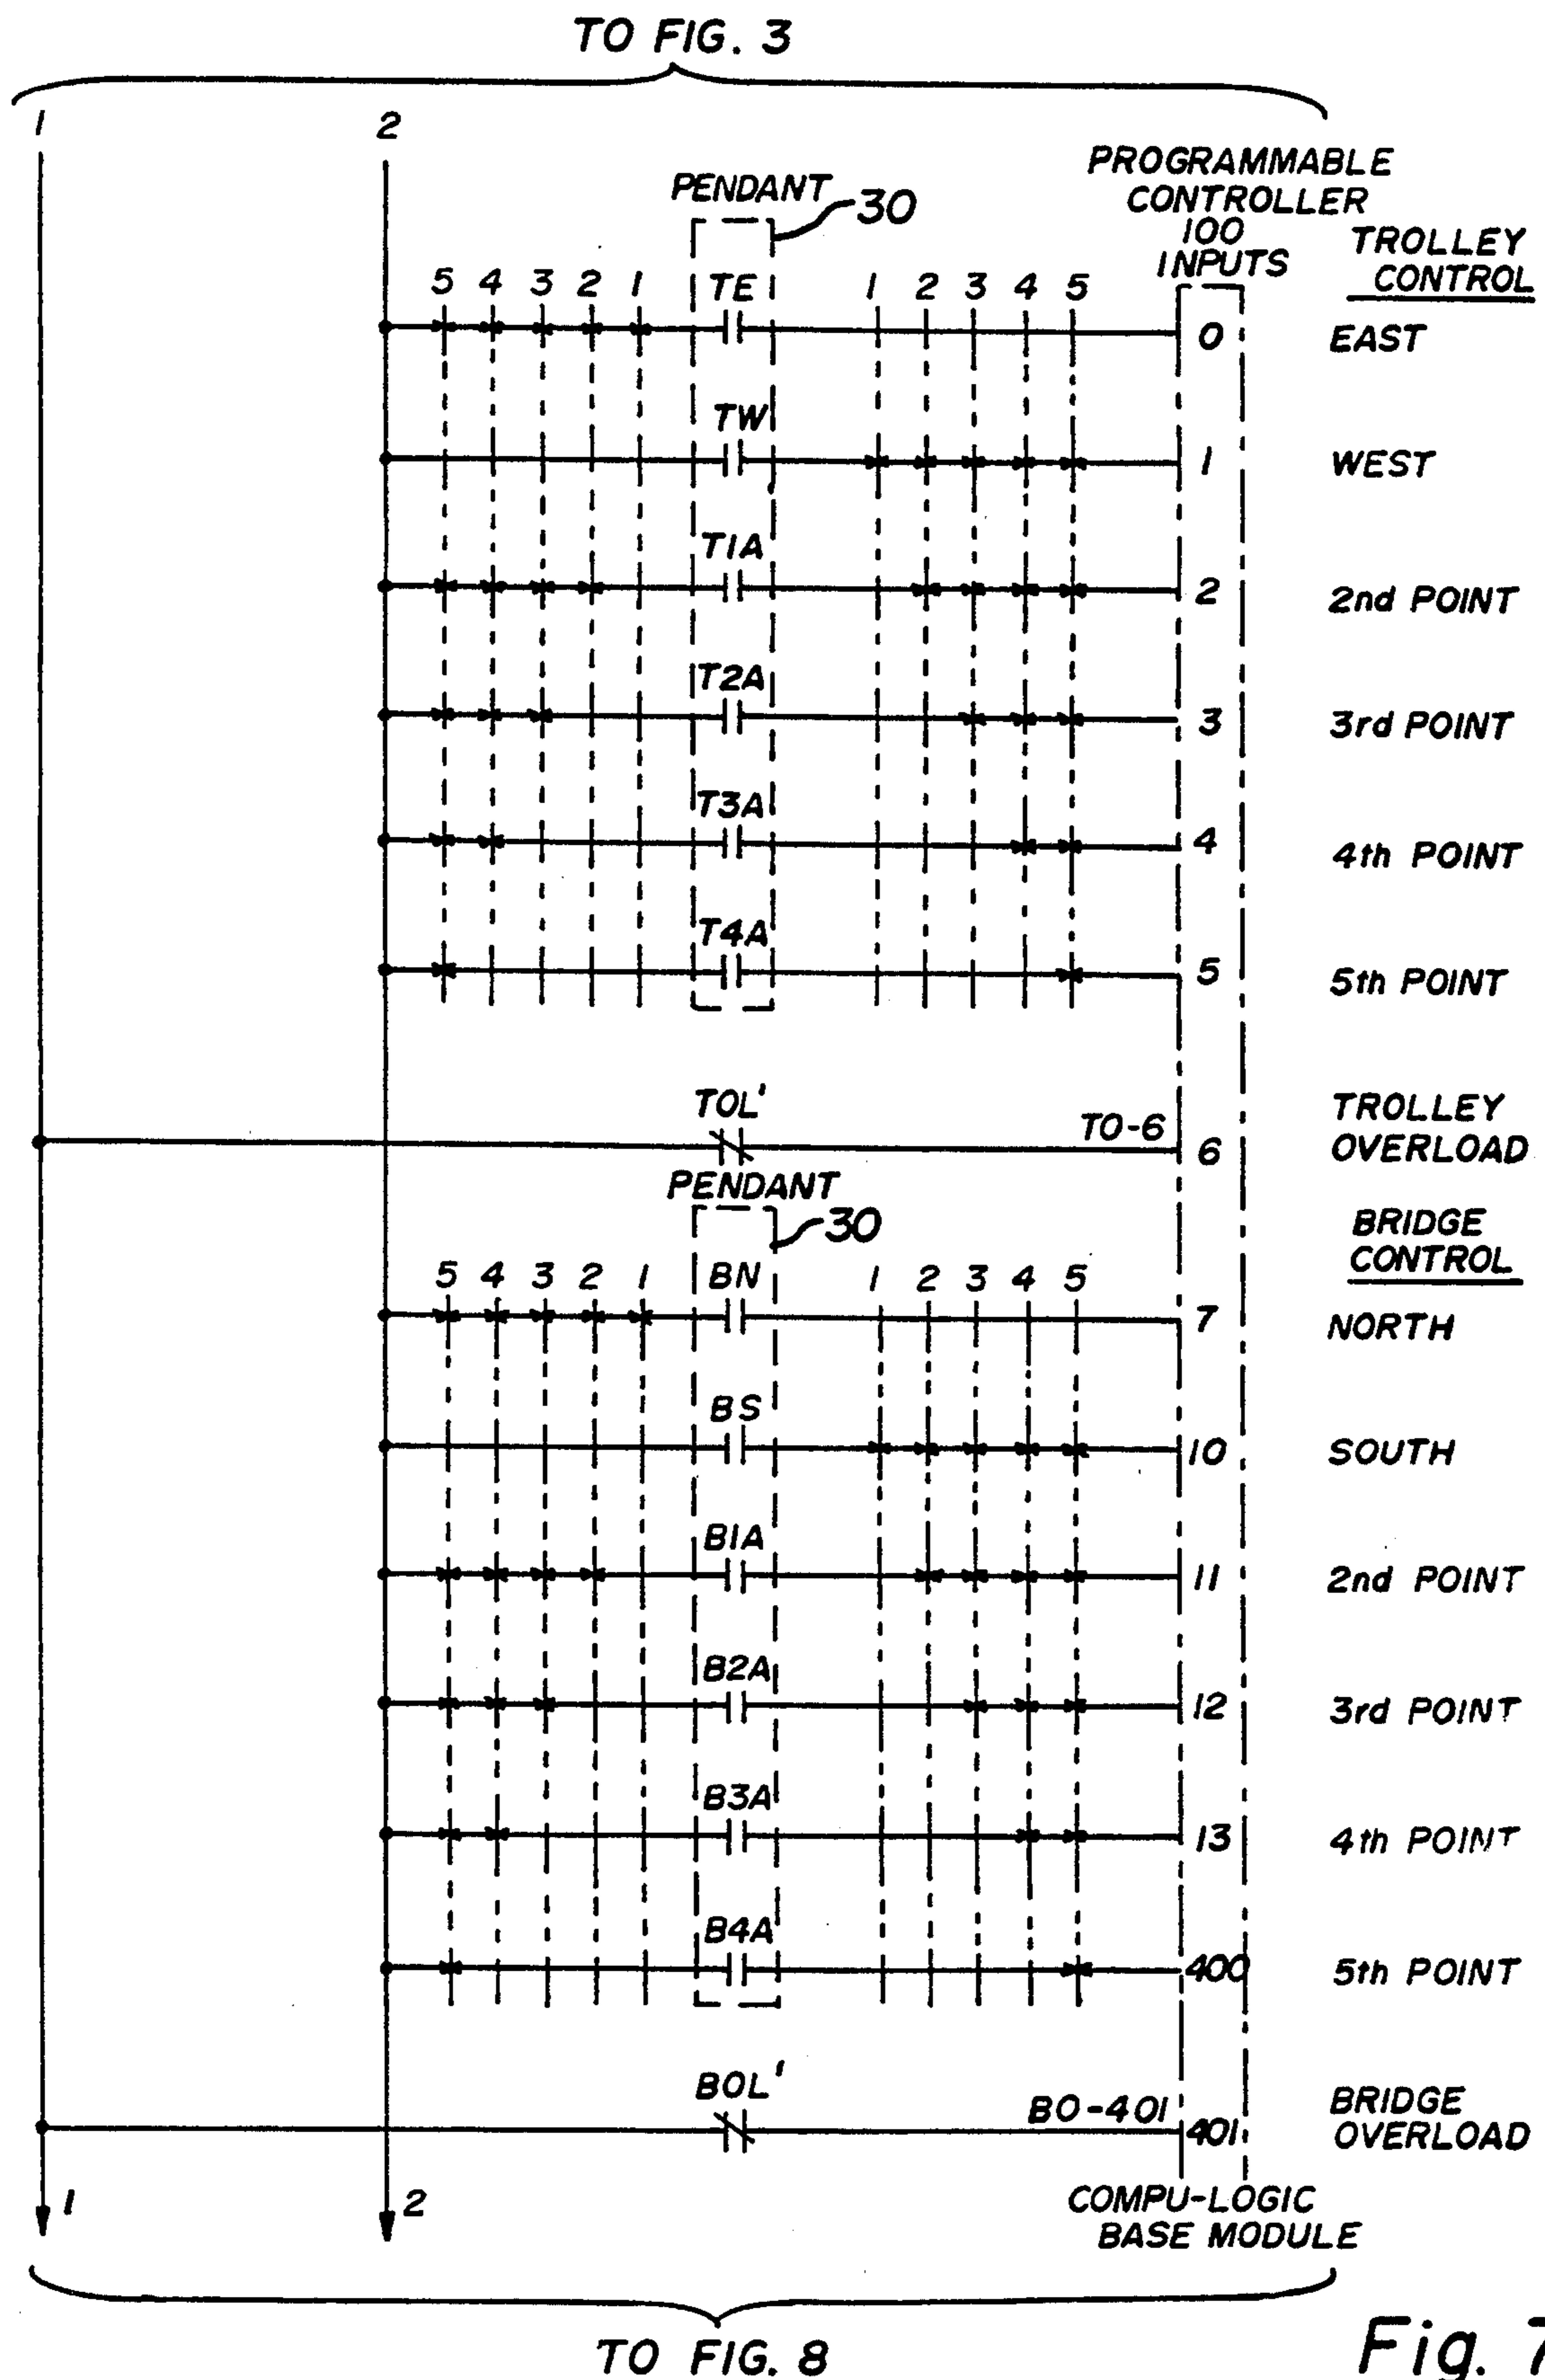 TO FIG. 3
1
2
PROGRAMMABLE
CONTROLLER
100
INPUTS
PENDANT
30
TROLLEY
CONTROL
5 4 3 2 1 TE 1 2 3 4 5
0 EAST
TW
1 WEST
T1A
2 2nd POINT
T2A
3 3rd POINT
T3A
4 4th POINT
T4A
5 5th POINT
TOL' TO-6 6
TROLLEY
OVERLOAD
PENDANT
30
BRIDGE
CONTROL
5 4 3 2 1 BN 1 2 3 4 5
7 NORTH
BS
10 SOUTH
B1A
11 2nd POINT
B2A
12 3rd POINT
B3A
13 4th POINT
B4A
400 5th POINT
BOL' BO-401 401
BRIDGE
OVERLOAD
1 2
COMPU-LOGIC
BASE MODULE
TO FIG. 8
Fig. 7